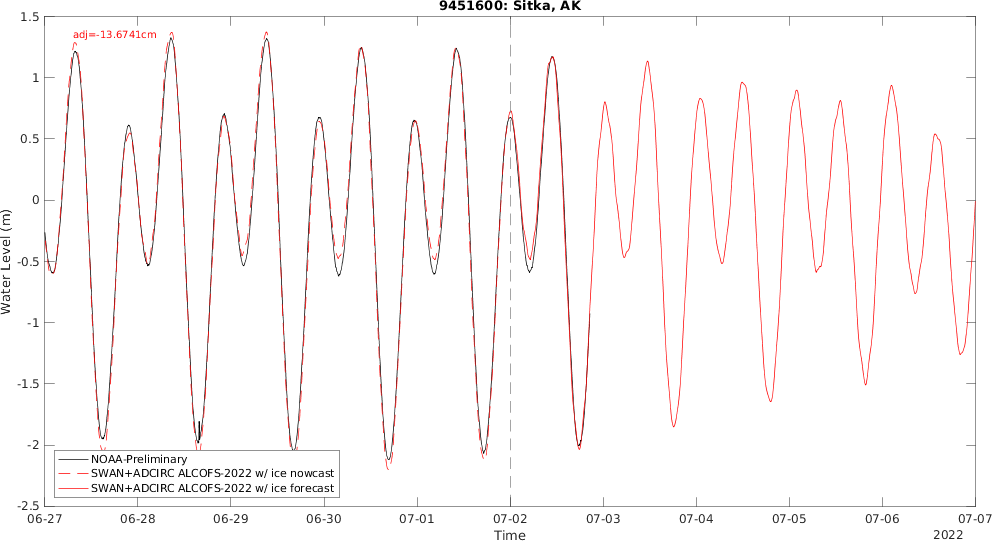 9451600: Sitka, AK
adj=-13.6741cm
Water Level (m)
1.5
1
0.5
0
-0.5
-1
-1.5
-2
-2.5
NOAA-Preliminary
SWAN+ADCIRC ALCOFS-2022 w/ ice nowcast
SWAN+ADCIRC ALCOFS-2022 w/ ice forecast
06-27 06-28 06-29 06-30 07-01 07-02 07-03 07-04 07-05 07-06 07-07
Time
2022